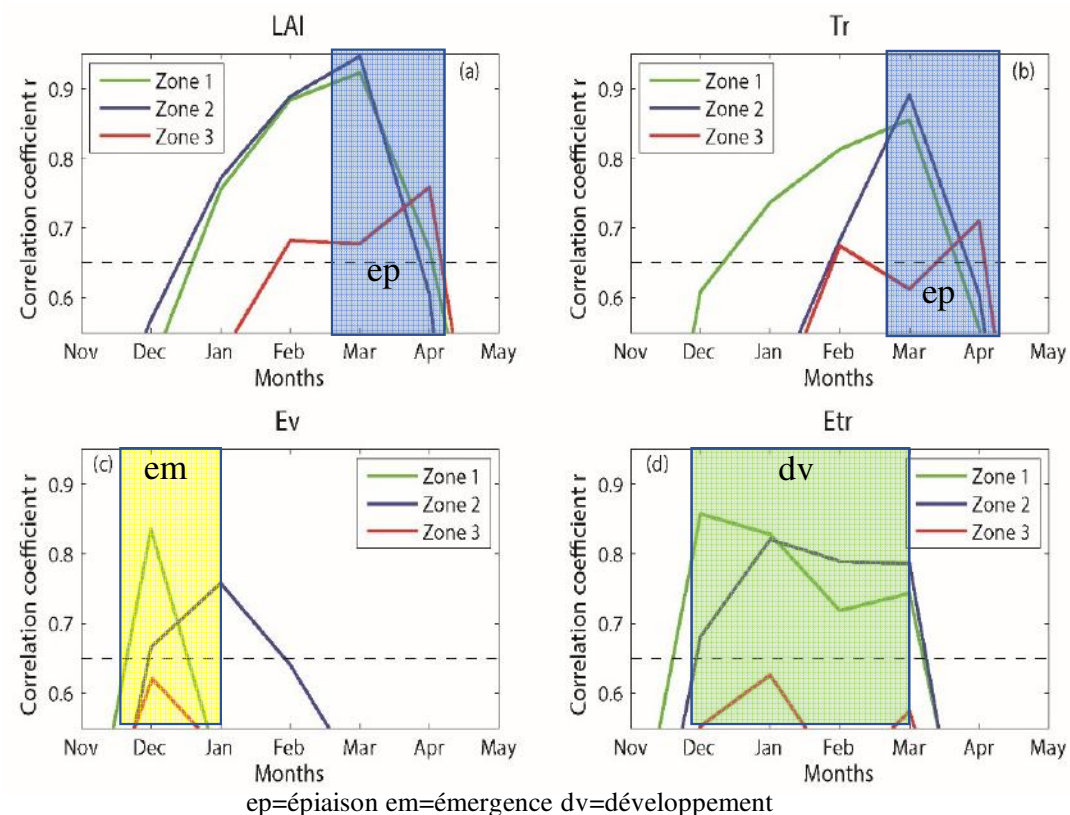 LAI
(a)
Zone 1
Zone 2
Zone 3
ep
Correlation coefficient r
0.9
0.8
0.7
0.6
Nov Dec Jan Feb Mar Apr May
Months
Tr
(b)
Zone 1
Zone 2
Zone 3
ep
Correlation coefficient r
0.9
0.8
0.7
0.6
Nov Dec Jan Feb Mar Apr May
Months
Ev
(c)
em
Zone 1
Zone 2
Zone 3
Correlation coefficient r
0.9
0.8
0.7
0.6
Nov Dec Jan Feb Mar Apr May
Months
Etr
(d)
dv
Zone 1
Zone 2
Zone 3
Correlation coefficient r
0.9
0.8
0.7
0.6
Nov Dec Jan Feb Mar Apr May
Months
ep=épiaison em=émergence dv=développement